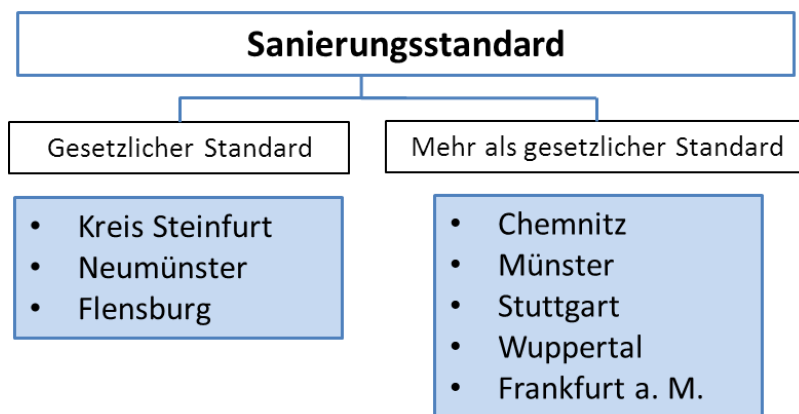 Sanierungsstandard
Gesetzlicher Standard
Mehr als gesetzlicher Standard
• Kreis Steinfurt
• Neumünster
• Flensburg
• Chemnitz
• Münster
• Stuttgart
• Wuppertal
• Frankfurt a. M.